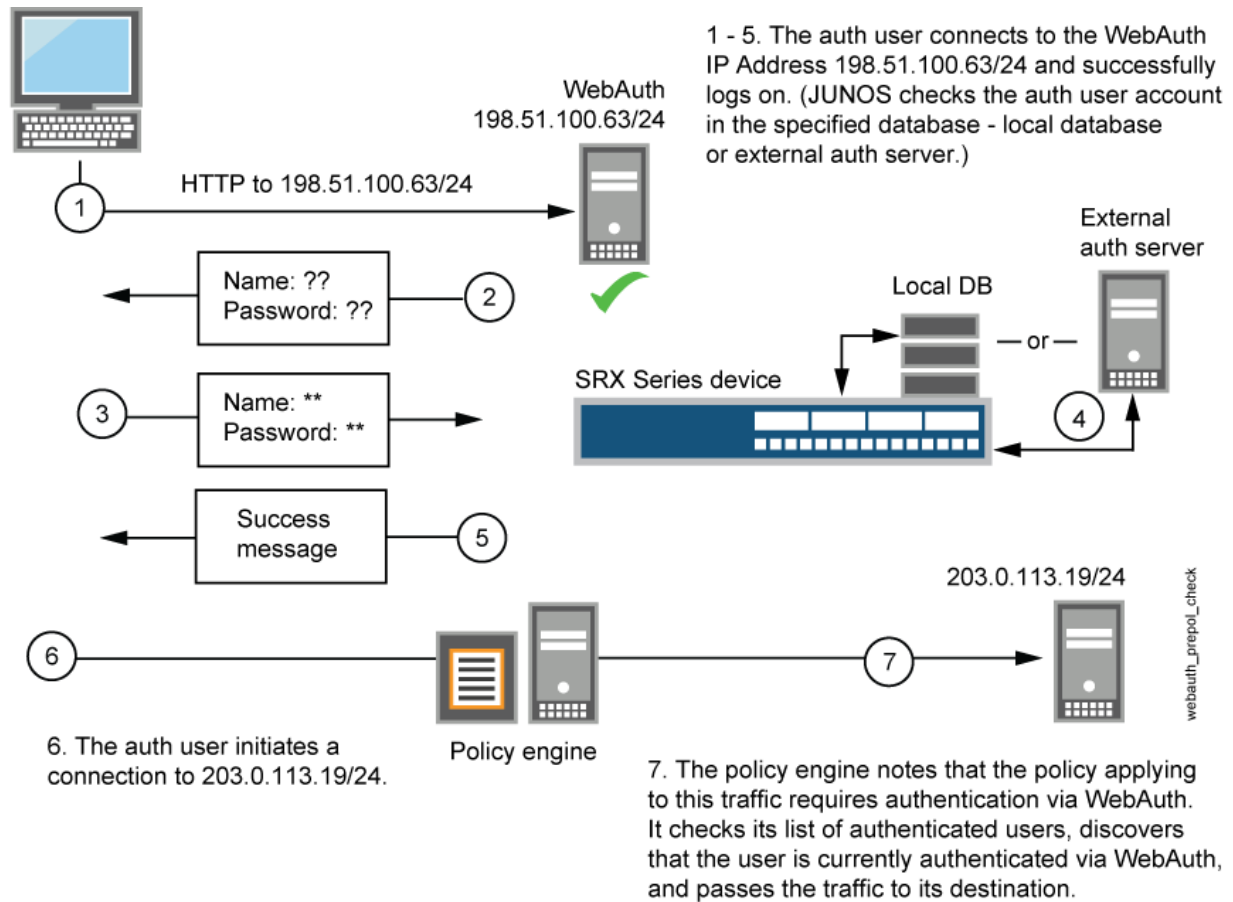 1 - 5. The auth user connects to the WebAuth
IP Address 198.51.100.63/24 and successfully
logs on. (JUNOS checks the auth user account
in the specified database - local database
or external auth server.)
WebAuth
198.51.100.63/24
HTTP to 198.51.100.63/24
1
External
auth server
Name: ??
Password: ??
2
Local DB
— or —
SRX Series device
3
Name: **
Password: **
4
Success
message
5
203.0.113.19/24
webauth_prepol_check
6
7
Policy engine
6. The auth user initiates a
connection to 203.0.113.19/24.
7. The policy engine notes that the policy applying
to this traffic requires authentication via WebAuth.
It checks its list of authenticated users, discovers
that the user is currently authenticated via WebAuth,
and passes the traffic to its destination.